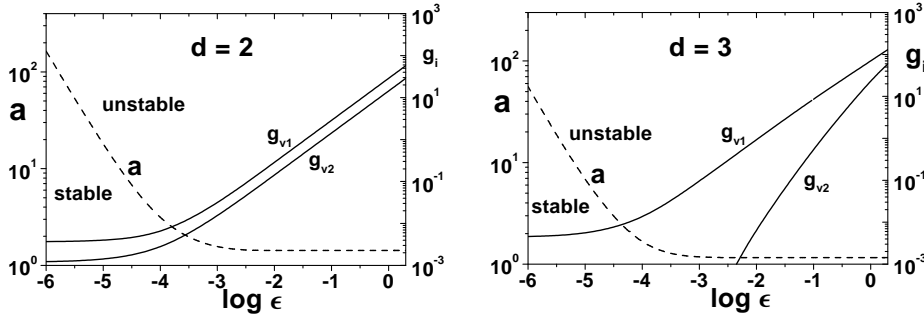 d = 2
10^3
g_i
10^1
10^-1
10^-3
a
10^2
10^1
10^0
unstable
stable
a
g_v1
g_v2
-6 -5 -4 -3 -2 -1 0
log ϵ
d = 3
10^3
g_i
10^1
10^-1
10^-3
a
10^2
10^1
10^0
unstable
stable
a
g_v1
g_v2
-6 -5 -4 -3 -2 -1 0
log ϵ